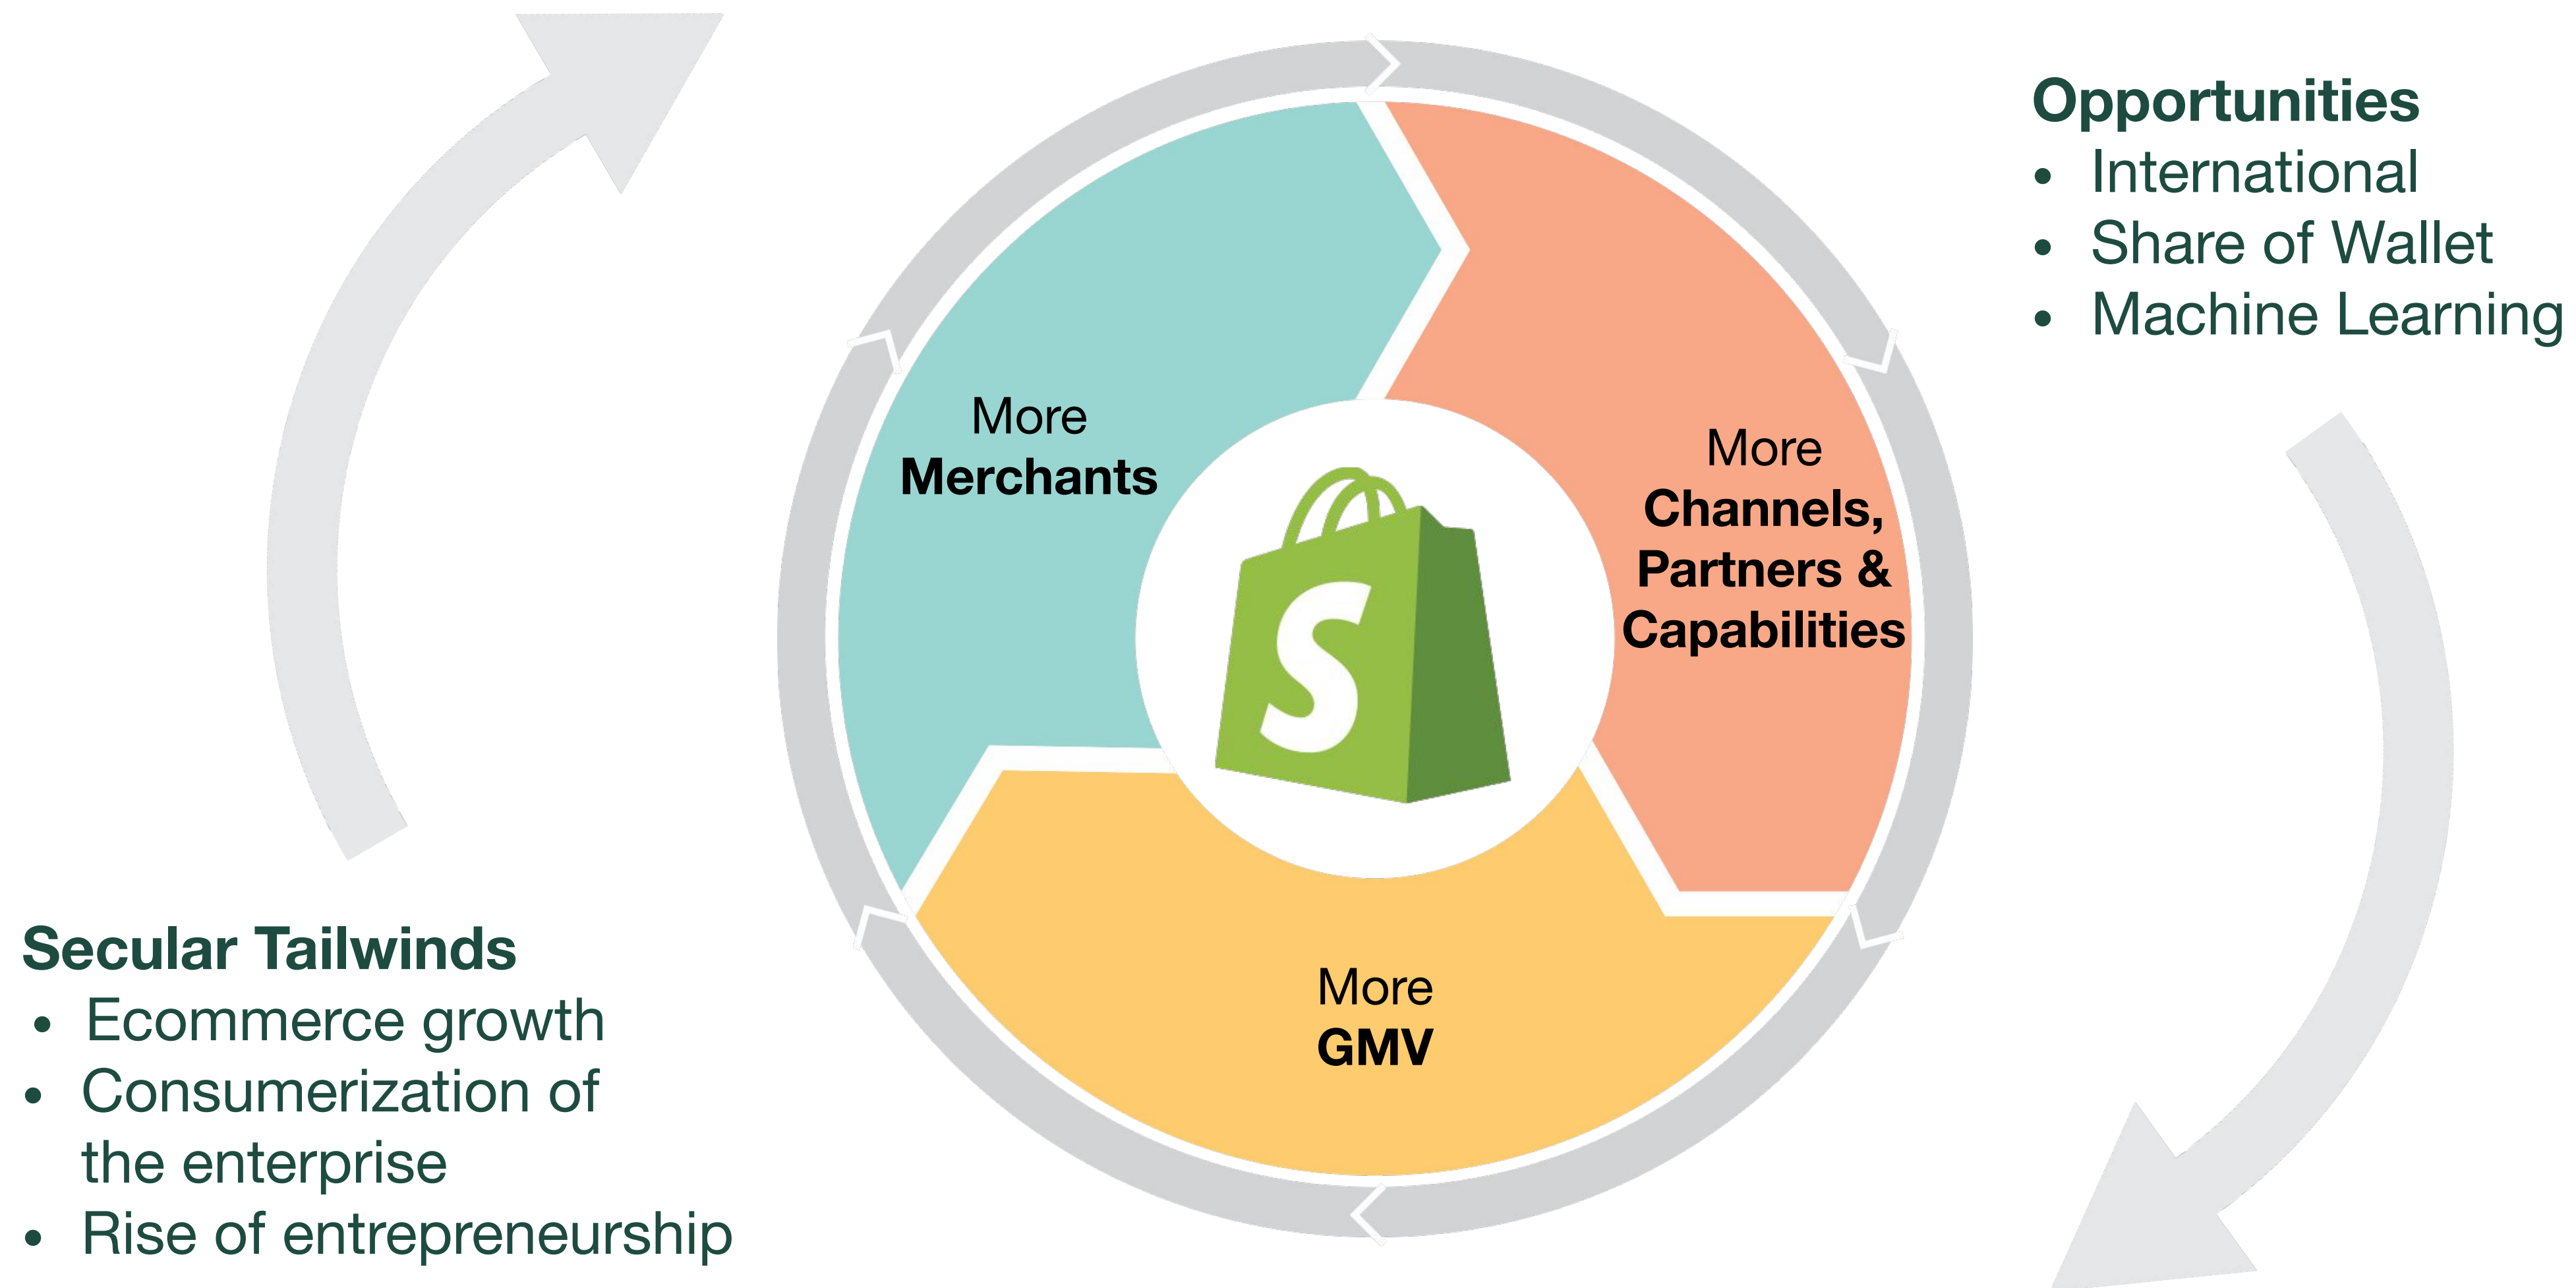 Opportunities
• International
• Share of Wallet
• Machine Learning
More
Merchants
More
Channels,
Partners &
Capabilities
S
More
GMV
Secular Tailwinds
• Ecommerce growth
• Consumerization of
the enterprise
• Rise of entrepreneurship